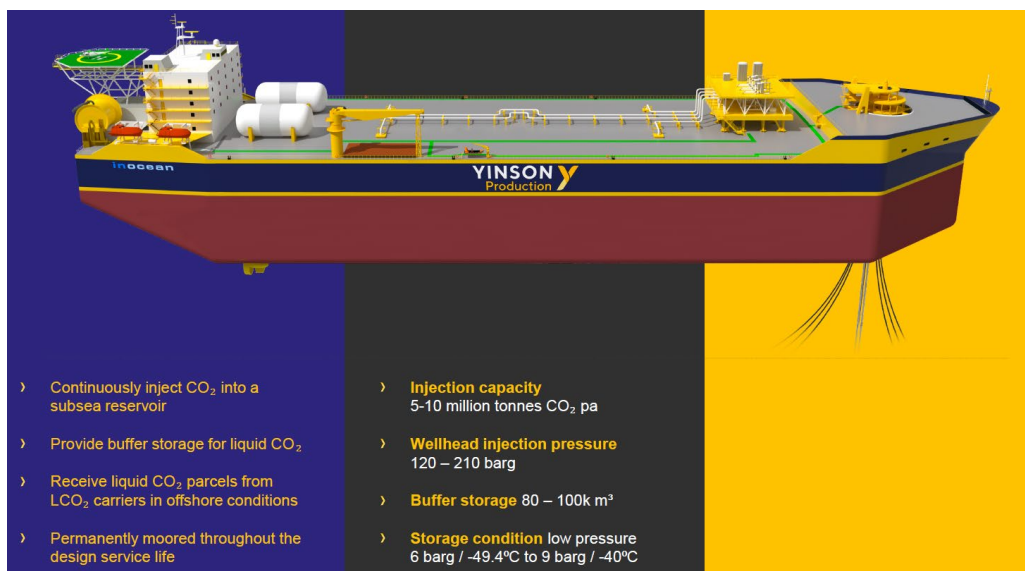 inocean
YINSON
Production
› Continuously inject CO₂ into a
subsea reservoir
› Provide buffer storage for liquid CO₂
› Receive liquid CO₂ parcels from
LCO₂ carriers in offshore conditions
› Permanently moored throughout the
design service life
› Injection capacity
5-10 million tonnes CO₂ pa
› Wellhead injection pressure
120 – 210 barg
› Buffer storage 80 – 100k m³
› Storage condition low pressure
6 barg / -49.4ºC to 9 barg / -40ºC